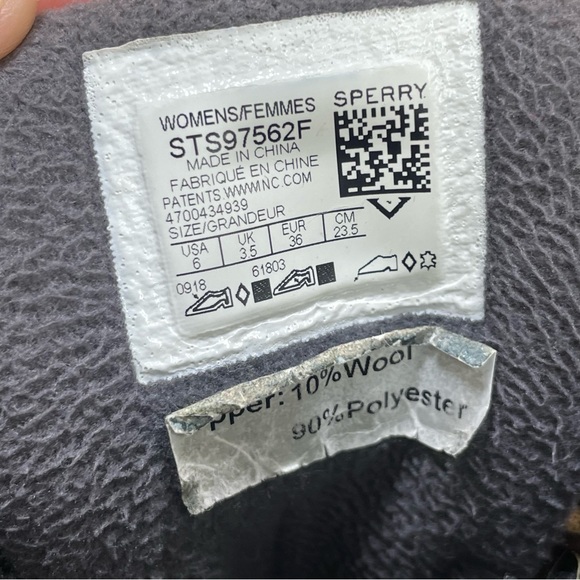 WOMENS/FEMMES
SPERRY
STS97562F
MADE IN CHINA
FABRIQUÉ EN CHINE
PATENTS WWW.INC.COM
4700434939
SIZE/GRANDEUR
USA UK EUR CM
6 3.5 36 23.5
61803
0918
pper: 10%Wool
90%Polyester